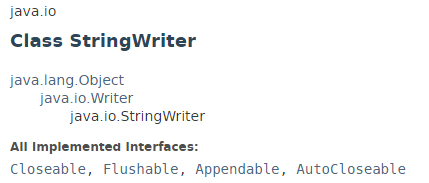 java.io
Class StringWriter
java.lang.Object
java.io.Writer
java.io.StringWriter
All Implemented Interfaces:
Closeable, Flushable, Appendable, AutoCloseable